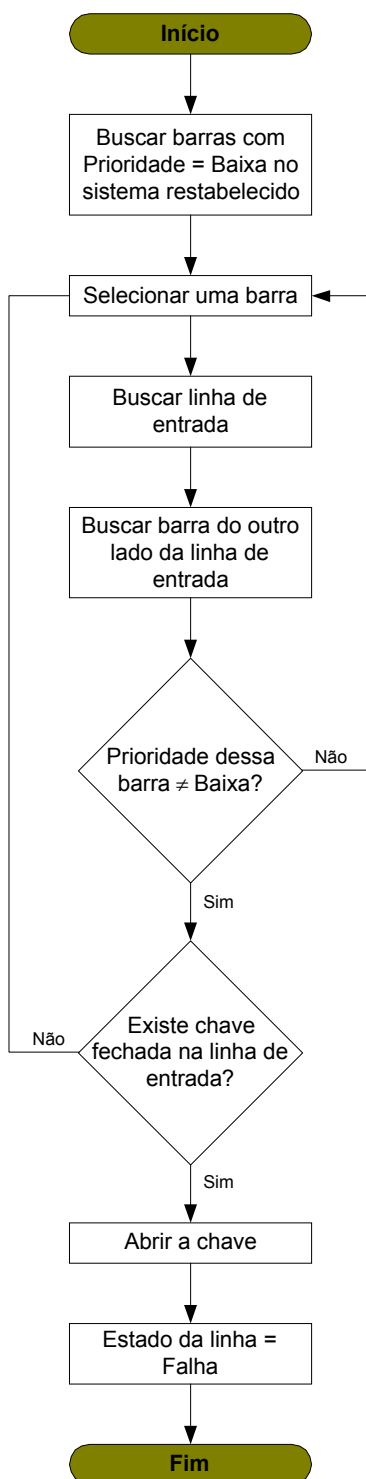 Início
Buscar barras com
Prioridade = Baixa no
sistema restabelecido
Selecionar uma barra
Buscar linha de
entrada
Buscar barra do outro
lado da linha de
entrada
Prioridade dessa
barra ≠ Baixa?
Não
Sim
Existe chave
fechada na linha de
entrada?
Não
Sim
Abrir a chave
Estado da linha =
Falha
Fim